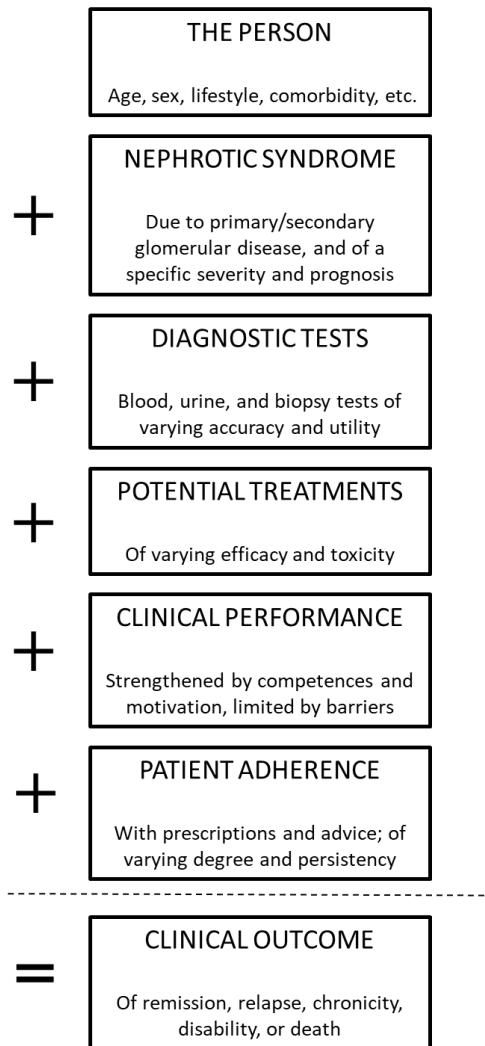 THE PERSON
Age, sex, lifestyle, comorbidity, etc.
+
NEPHROTIC SYNDROME
Due to primary/secondary
glomerular disease, and of a
specific severity and prognosis
+
DIAGNOSTIC TESTS
Blood, urine, and biopsy tests of
varying accuracy and utility
+
POTENTIAL TREATMENTS
Of varying efficacy and toxicity
+
CLINICAL PERFORMANCE
Strengthened by competences and
motivation, limited by barriers
+
PATIENT ADHERENCE
With prescriptions and advice; of
varying degree and persistency
=
CLINICAL OUTCOME
Of remission, relapse, chronicity,
disability, or death